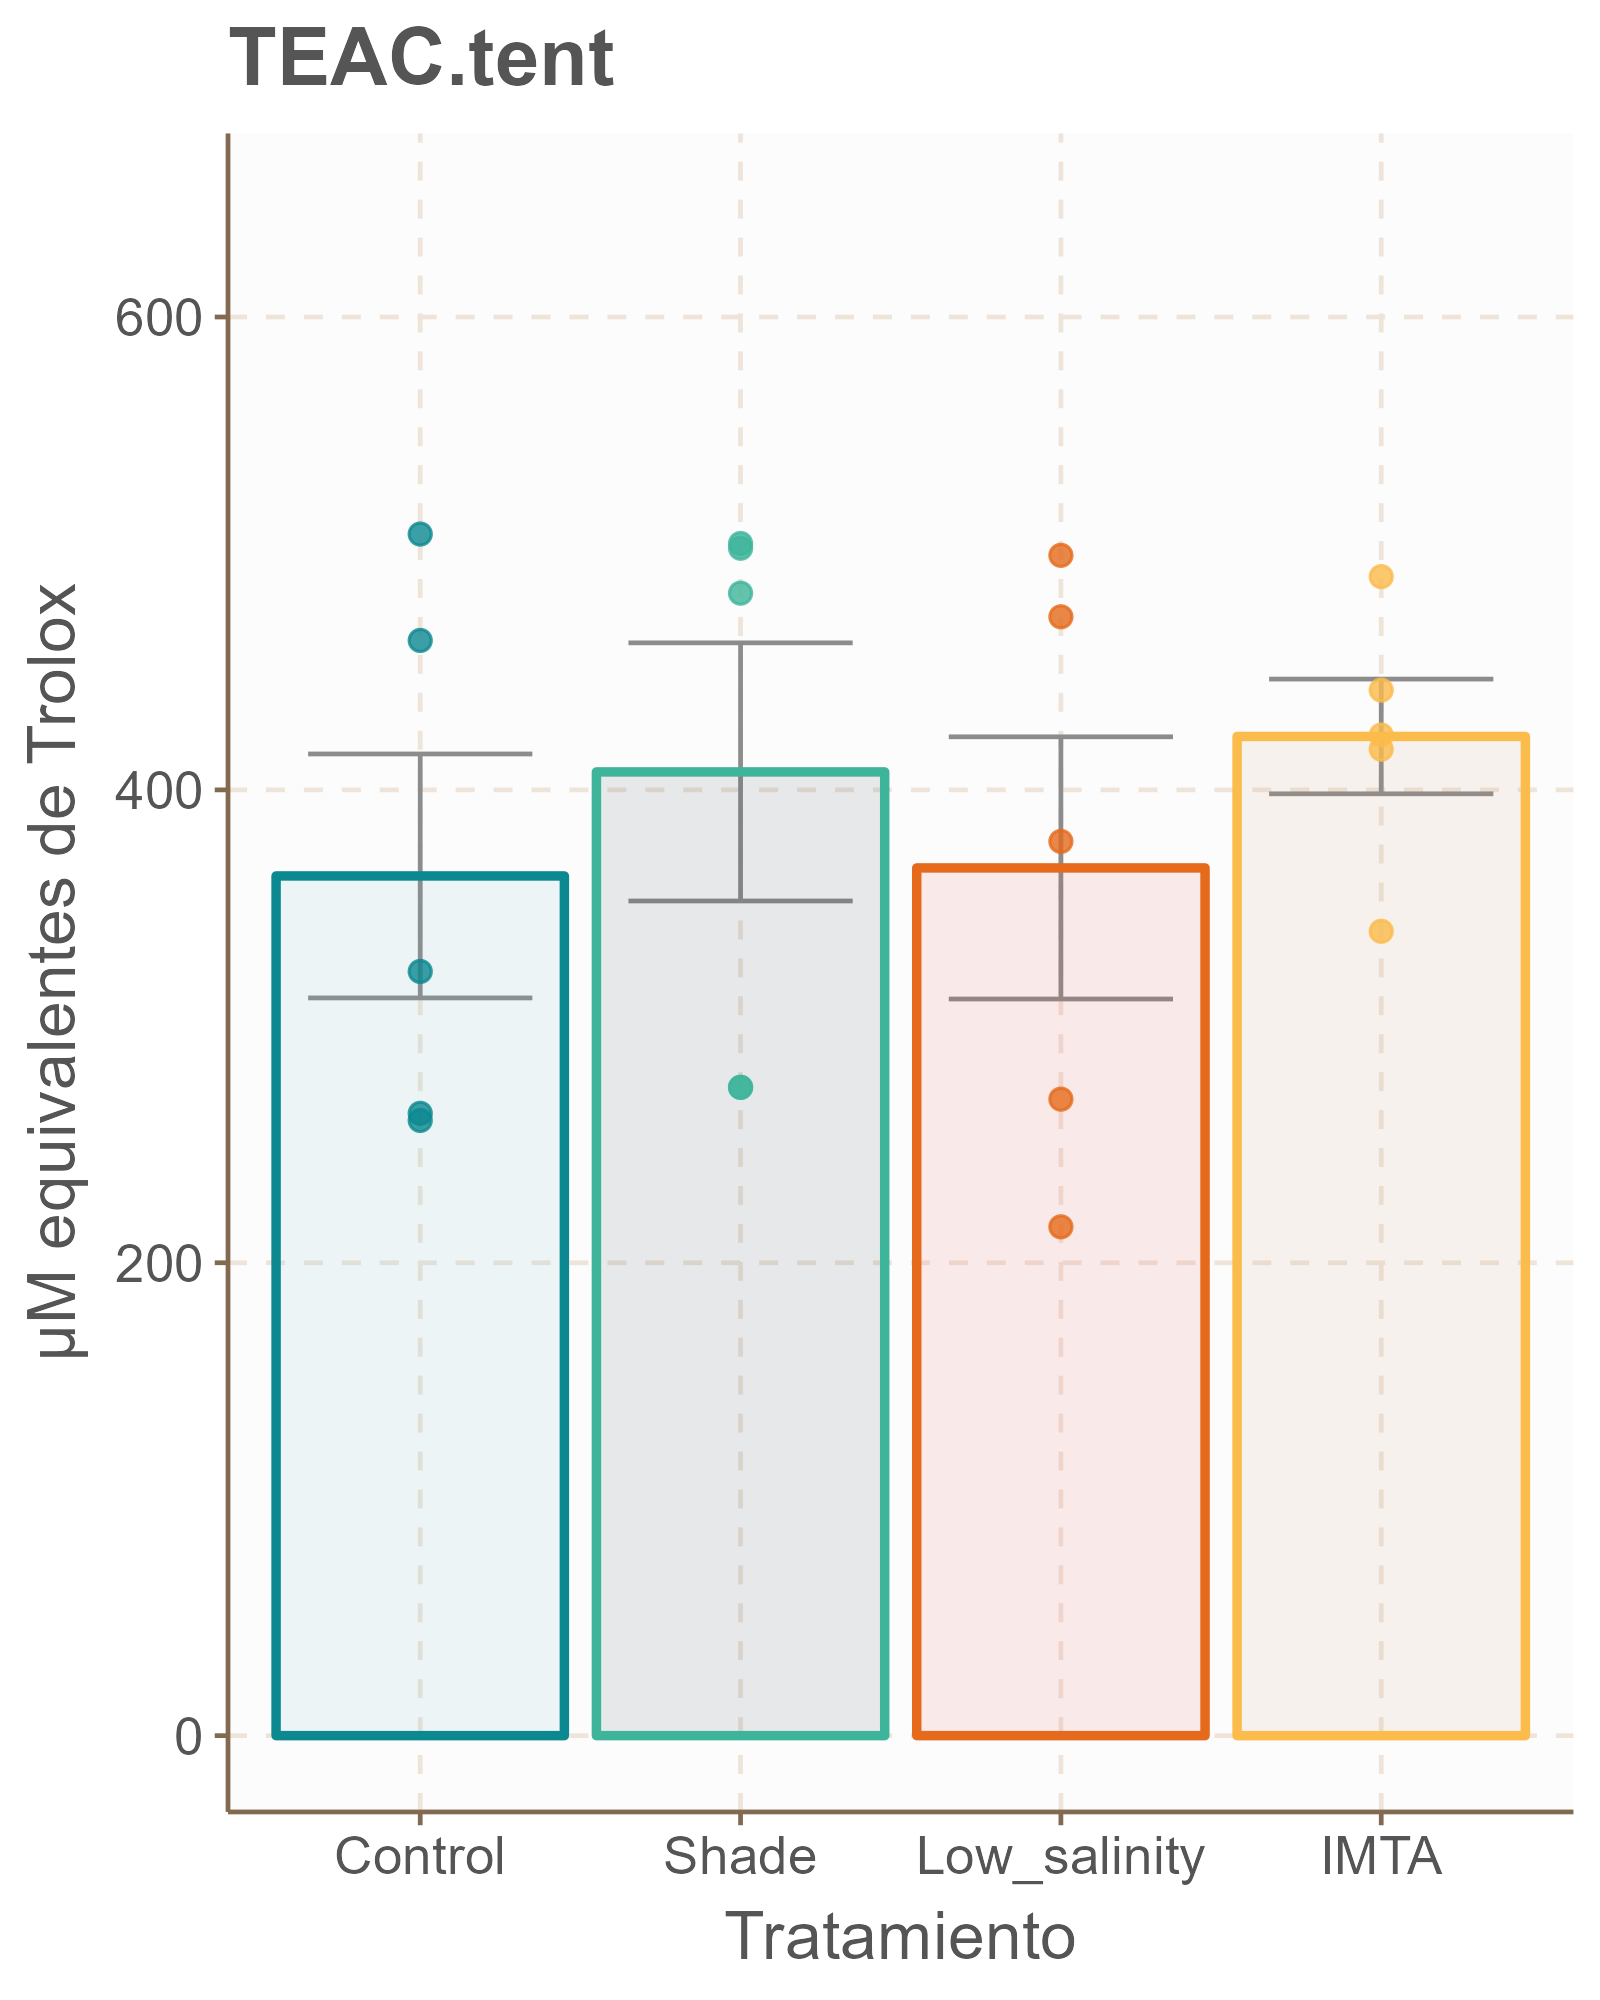 TEAC.tent
µM equivalentes de Trolox
600
400
200
0
Control Shade Low_salinity IMTA
Tratamiento